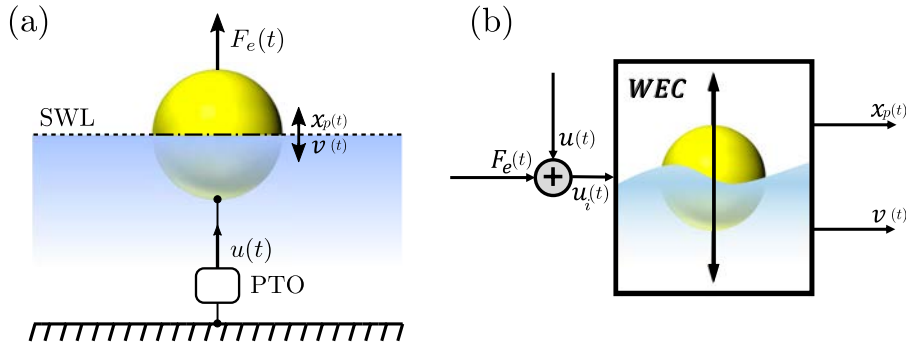 (a)
F_e(t)
SWL
x_p(t)
v (t)
u(t)
PTO
(b)
WEC
x_p(t)
u(t)
F_e(t)
+
u_i(t)
v (t)